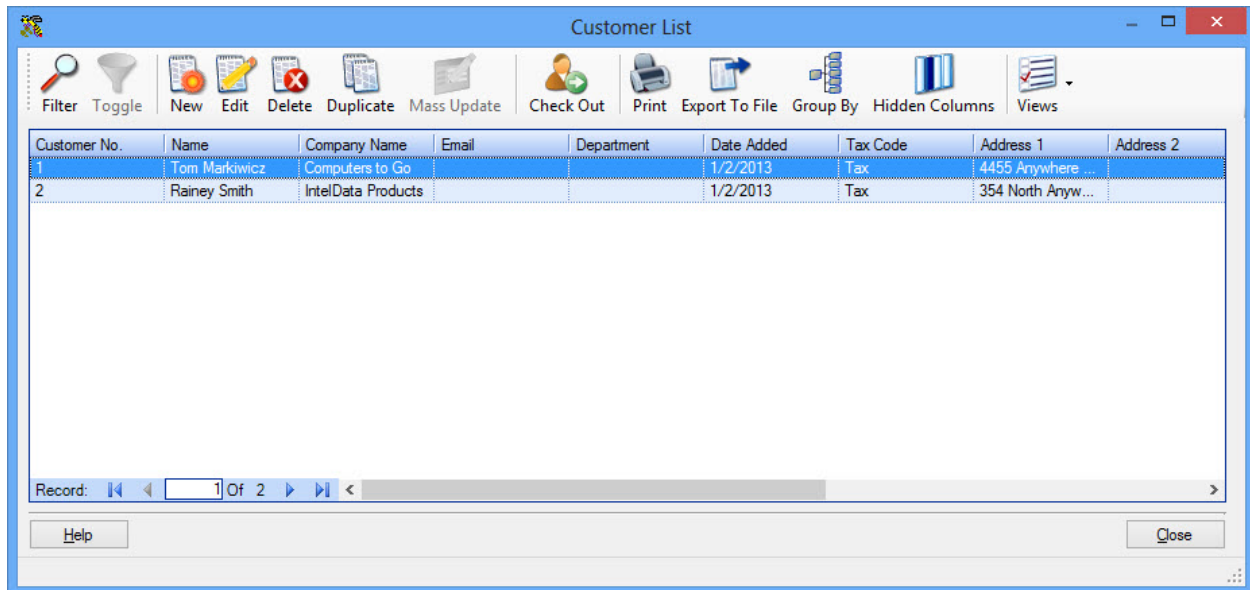 Customer List
Filter Toggle New Edit Delete Duplicate Mass Update Check Out Print Export To File Group By Hidden Columns Views
Customer No. Name Company Name Email Department Date Added Tax Code Address 1 Address 2
1 Tom Markiwicz Computers to Go 1/2/2013 Tax 4455 Anywhere ...
2 Rainey Smith IntelData Products 1/2/2013 Tax 354 North Anyw...
Record: 1 Of 2
Help Close